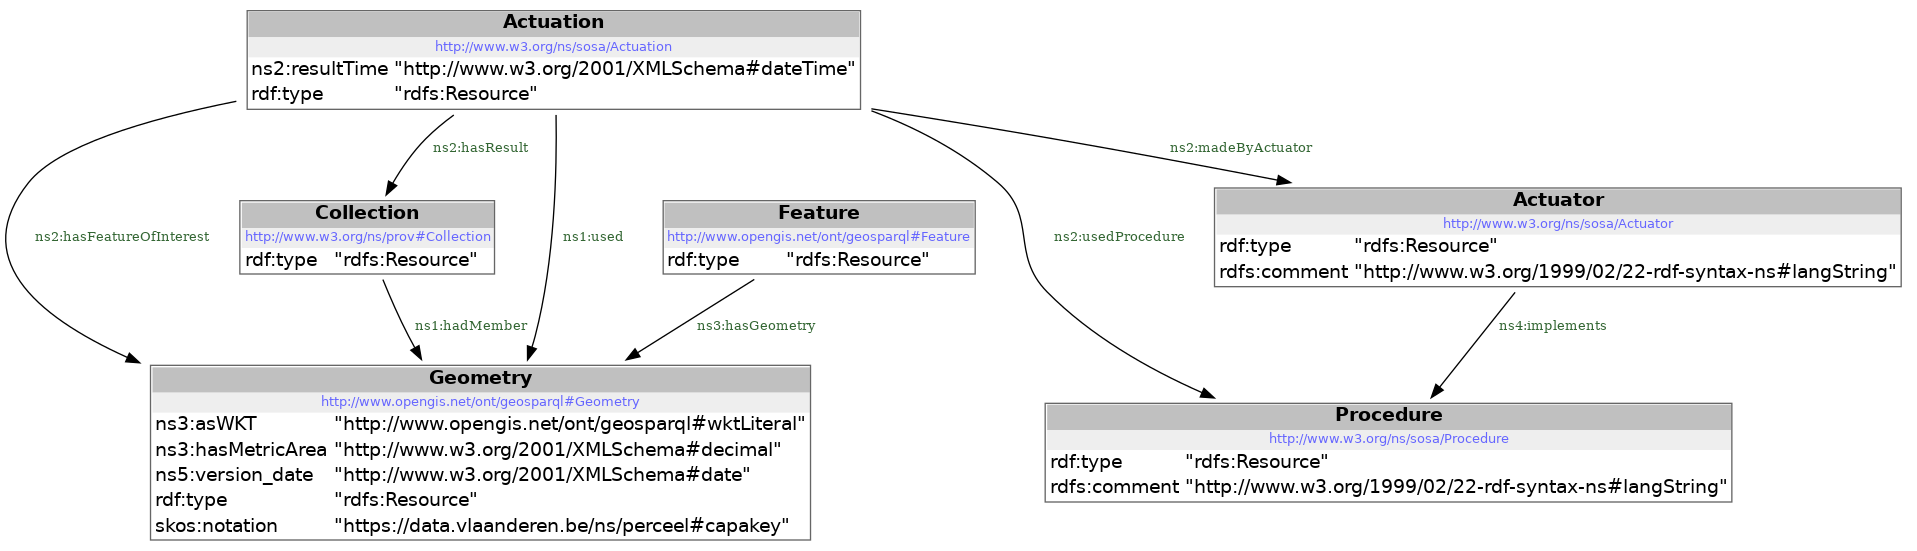 Actuation
http://www.w3.org/ns/sosa/Actuation
ns2:resultTime "http://www.w3.org/2001/XMLSchema#dateTime"
rdf:type "rdfs:Resource"
ns2:hasResult
ns2:madeByActuator
ns2:hasFeatureOfInterest
Collection
http://www.w3.org/ns/prov#Collection
rdf:type "rdfs:Resource"
ns1:used
Feature
http://www.opengis.net/ont/geosparql#Feature
rdf:type "rdfs:Resource"
ns2:usedProcedure
Actuator
http://www.w3.org/ns/sosa/Actuator
rdf:type "rdfs:Resource"
rdfs:comment "http://www.w3.org/1999/02/22-rdf-syntax-ns#langString"
ns1:hadMember
ns3:hasGeometry
ns4:implements
Geometry
http://www.opengis.net/ont/geosparql#Geometry
ns3:asWKT "http://www.opengis.net/ont/geosparql#wktLiteral"
ns3:hasMetricArea "http://www.w3.org/2001/XMLSchema#decimal"
ns5:version_date "http://www.w3.org/2001/XMLSchema#date"
rdf:type "rdfs:Resource"
skos:notation "https://data.vlaanderen.be/ns/perceel#capakey"
Procedure
http://www.w3.org/ns/sosa/Procedure
rdf:type "rdfs:Resource"
rdfs:comment "http://www.w3.org/1999/02/22-rdf-syntax-ns#langString"